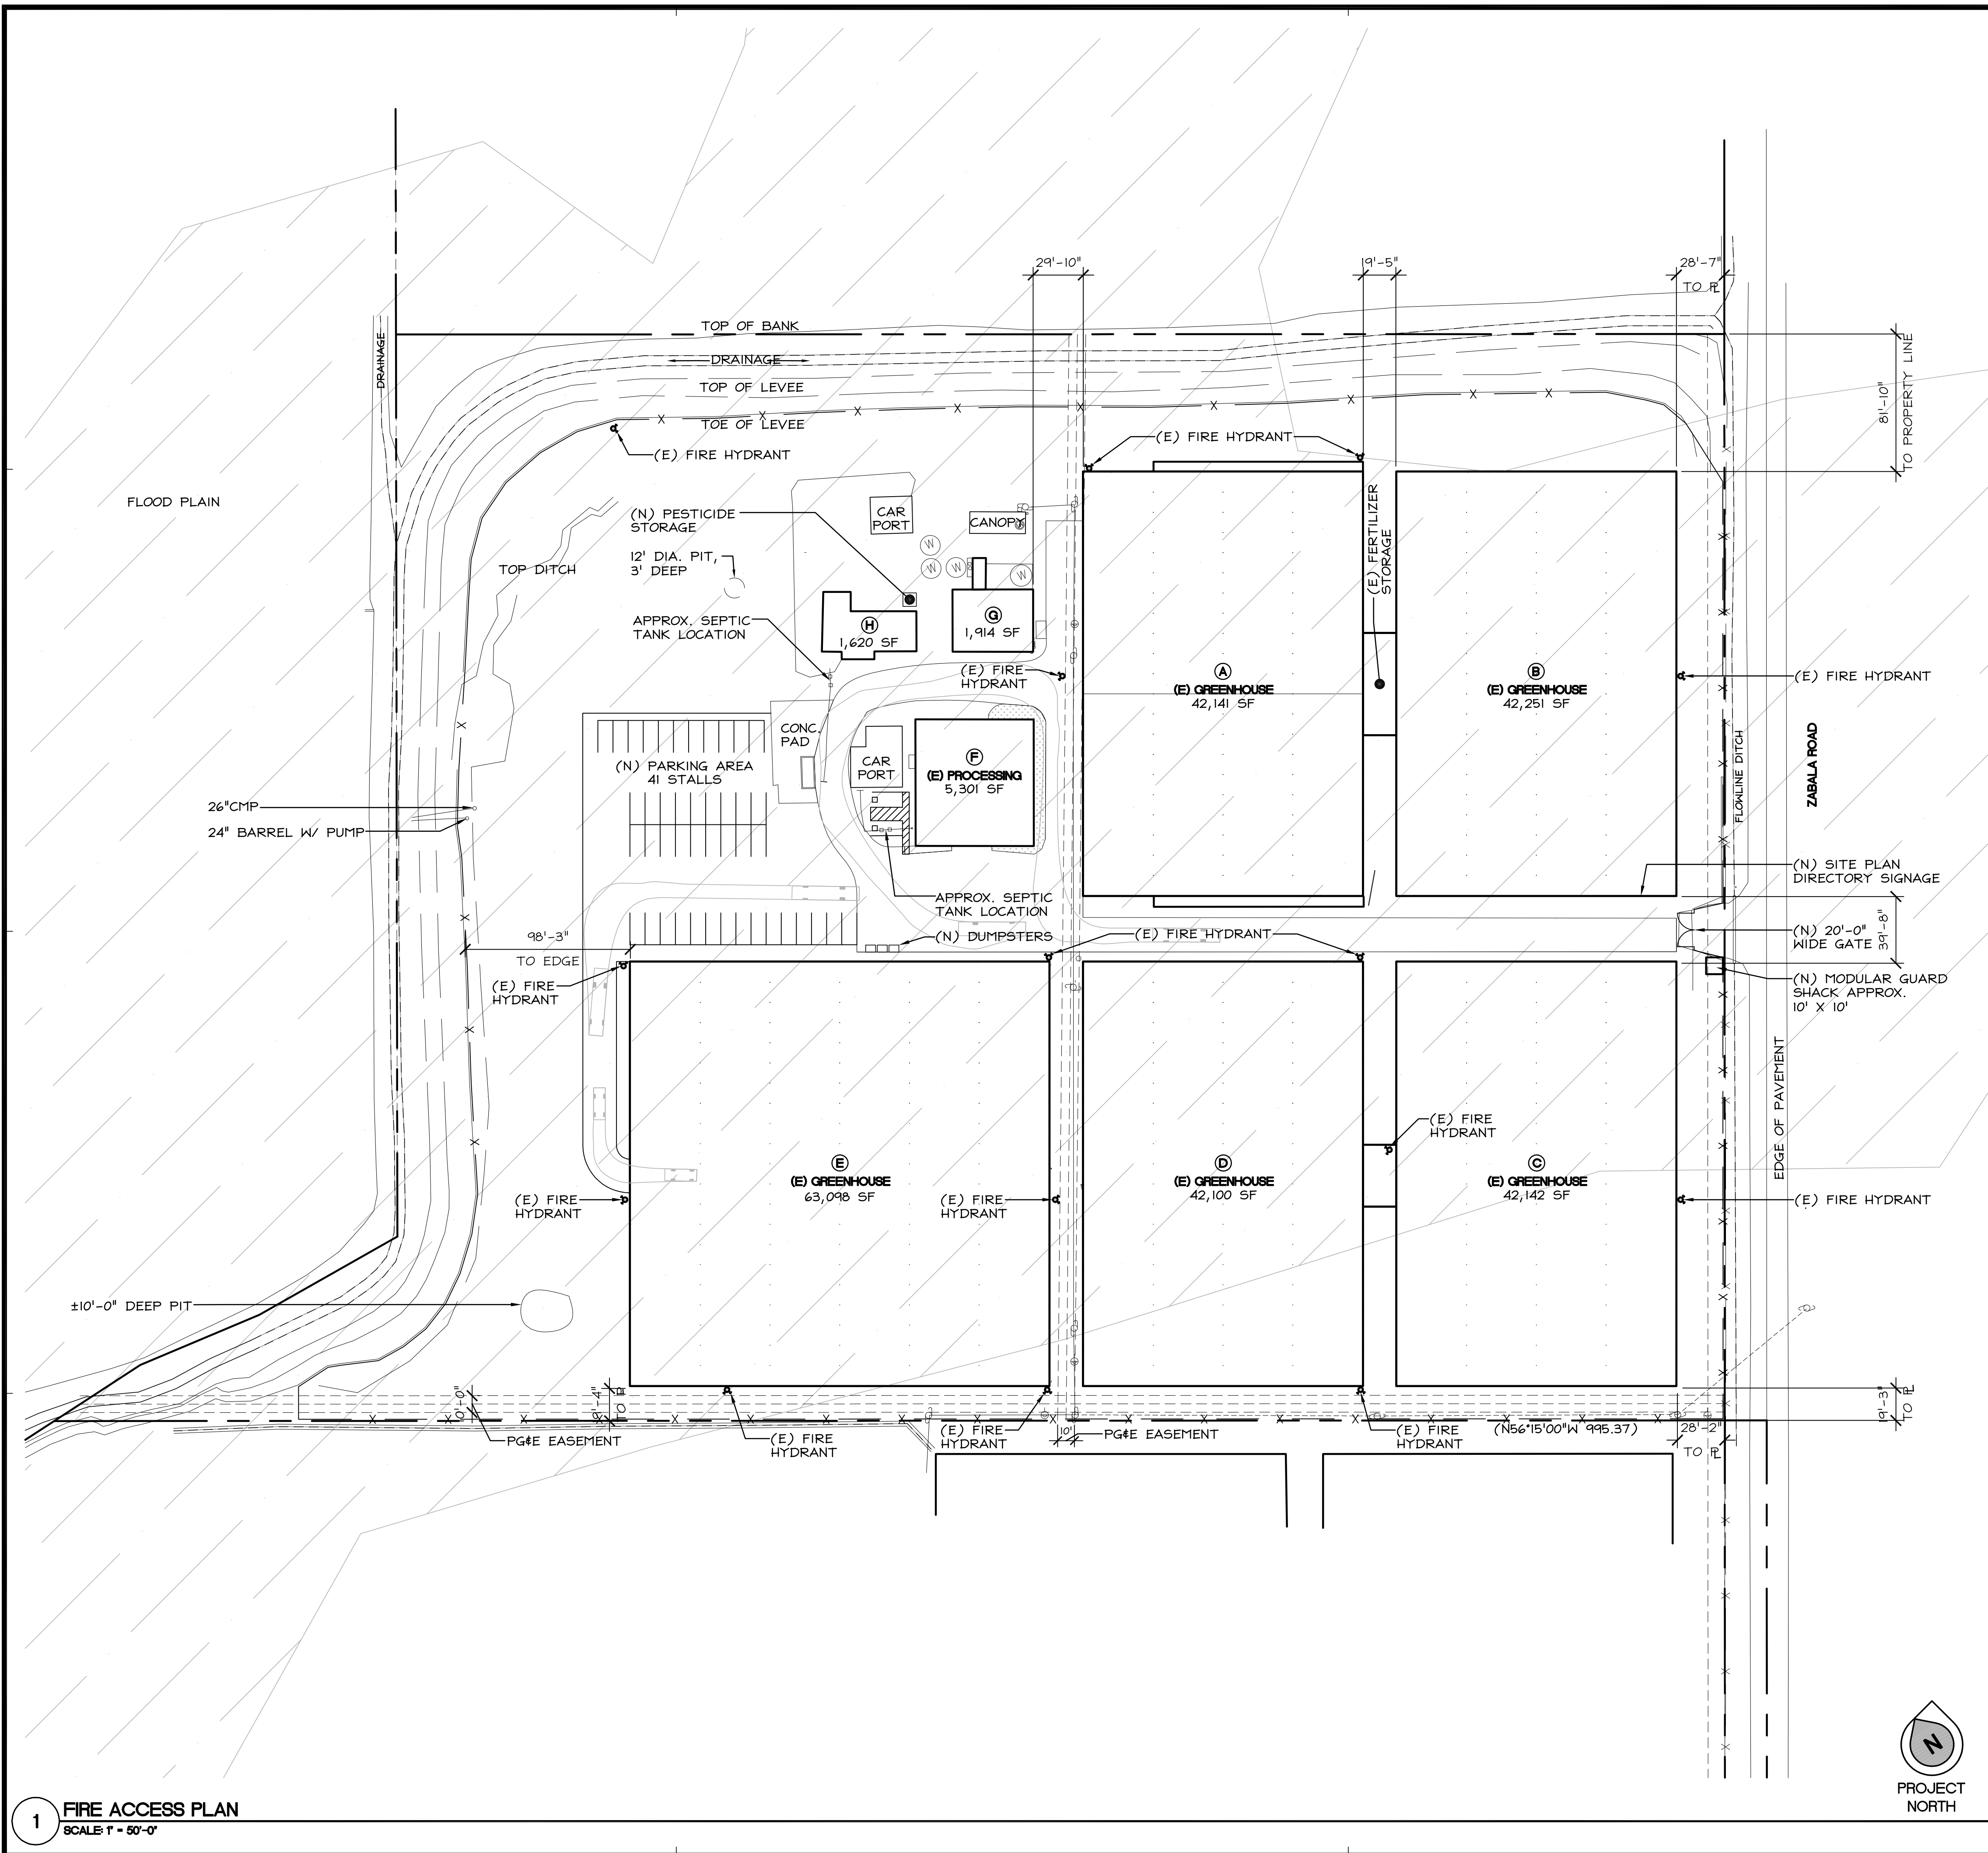 29'-10"
19'-5"
28'-7"
TO PL
TOP OF BANK
DRAINAGE
DRAINAGE
TOP OF LEVEE
TOE OF LEVEE
81'-10"
TO PROPERTY LINE
(E) FIRE HYDRANT
(E) FIRE HYDRANT
FLOOD PLAIN
(N) PESTICIDE
STORAGE
CAR
PORT
CANOPY
(E) FERTILIZER
STORAGE
12' DIA. PIT,
3' DEEP
TOP DITCH
W
W
W
W
APPROX. SEPTIC
TANK LOCATION
H
1,620 SF
G
1,914 SF
(E) FIRE
HYDRANT
A
(E) GREENHOUSE
42,141 SF
B
(E) GREENHOUSE
42,251 SF
(E) FIRE HYDRANT
CONC.
PAD
(N) PARKING AREA
41 STALLS
CAR
PORT
F
(E) PROCESSING
5,301 SF
FLOWLINE DITCH
ZABALA ROAD
26"CMP
24" BARREL W/ PUMP
(N) SITE PLAN
DIRECTORY SIGNAGE
APPROX. SEPTIC
TANK LOCATION
(N) DUMPSTERS
(E) FIRE HYDRANT
(N) 20'-0"
WIDE GATE
39'-8"
98'-3"
TO EDGE
(E) FIRE
HYDRANT
(N) MODULAR GUARD
SHACK APPROX.
10' X 10'
EDGE OF PAVEMENT
(E) FIRE
HYDRANT
E
(E) GREENHOUSE
63,098 SF
D
(E) GREENHOUSE
42,100 SF
C
(E) GREENHOUSE
42,142 SF
(E) FIRE
HYDRANT
(E) FIRE
HYDRANT
(E) FIRE HYDRANT
±10'-0" DEEP PIT
10'-0"
19'-4"
TO PL
19'-3"
TO PL
PG&E EASEMENT
(E) FIRE
HYDRANT
(E) FIRE
HYDRANT
10'
PG&E EASEMENT
(E) FIRE
HYDRANT
(N56°15'00"W 995.37)
28'-2"
TO PL
N
PROJECT
NORTH
1
FIRE ACCESS PLAN
SCALE: 1" = 50'-0"